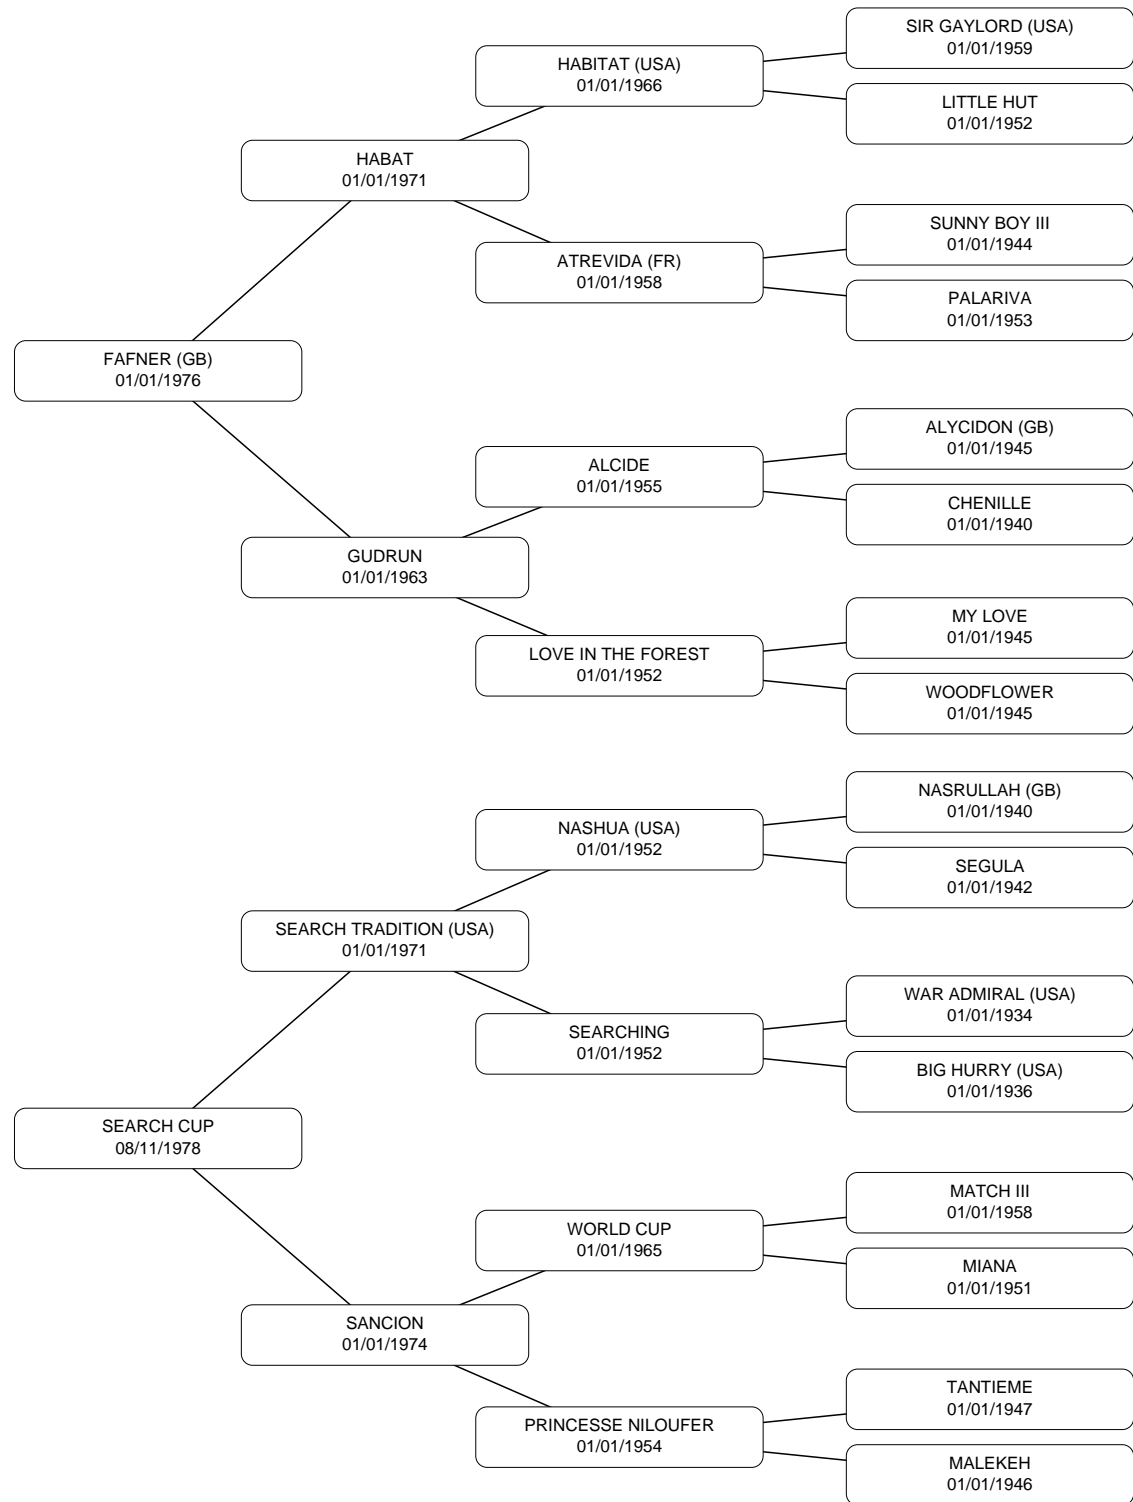 SIR GAYLORD (USA)
01/01/1959
HABITAT (USA)
01/01/1966
LITTLE HUT
01/01/1952
HABAT
01/01/1971
SUNNY BOY III
01/01/1944
ATREVIDA (FR)
01/01/1958
PALARIVA
01/01/1953
FAFNER (GB)
01/01/1976
ALYCIDON (GB)
01/01/1945
ALCIDE
01/01/1955
CHENILLE
01/01/1940
GUDRUN
01/01/1963
MY LOVE
01/01/1945
LOVE IN THE FOREST
01/01/1952
WOODFLOWER
01/01/1945
NASRULLAH (GB)
01/01/1940
NASHUA (USA)
01/01/1952
SEGULA
01/01/1942
SEARCH TRADITION (USA)
01/01/1971
WAR ADMIRAL (USA)
01/01/1934
SEARCHING
01/01/1952
BIG HURRY (USA)
01/01/1936
SEARCH CUP
08/11/1978
MATCH III
01/01/1958
WORLD CUP
01/01/1965
MIANA
01/01/1951
SANCION
01/01/1974
TANTIEME
01/01/1947
PRINCESSE NILOUFER
01/01/1954
MALEKEH
01/01/1946